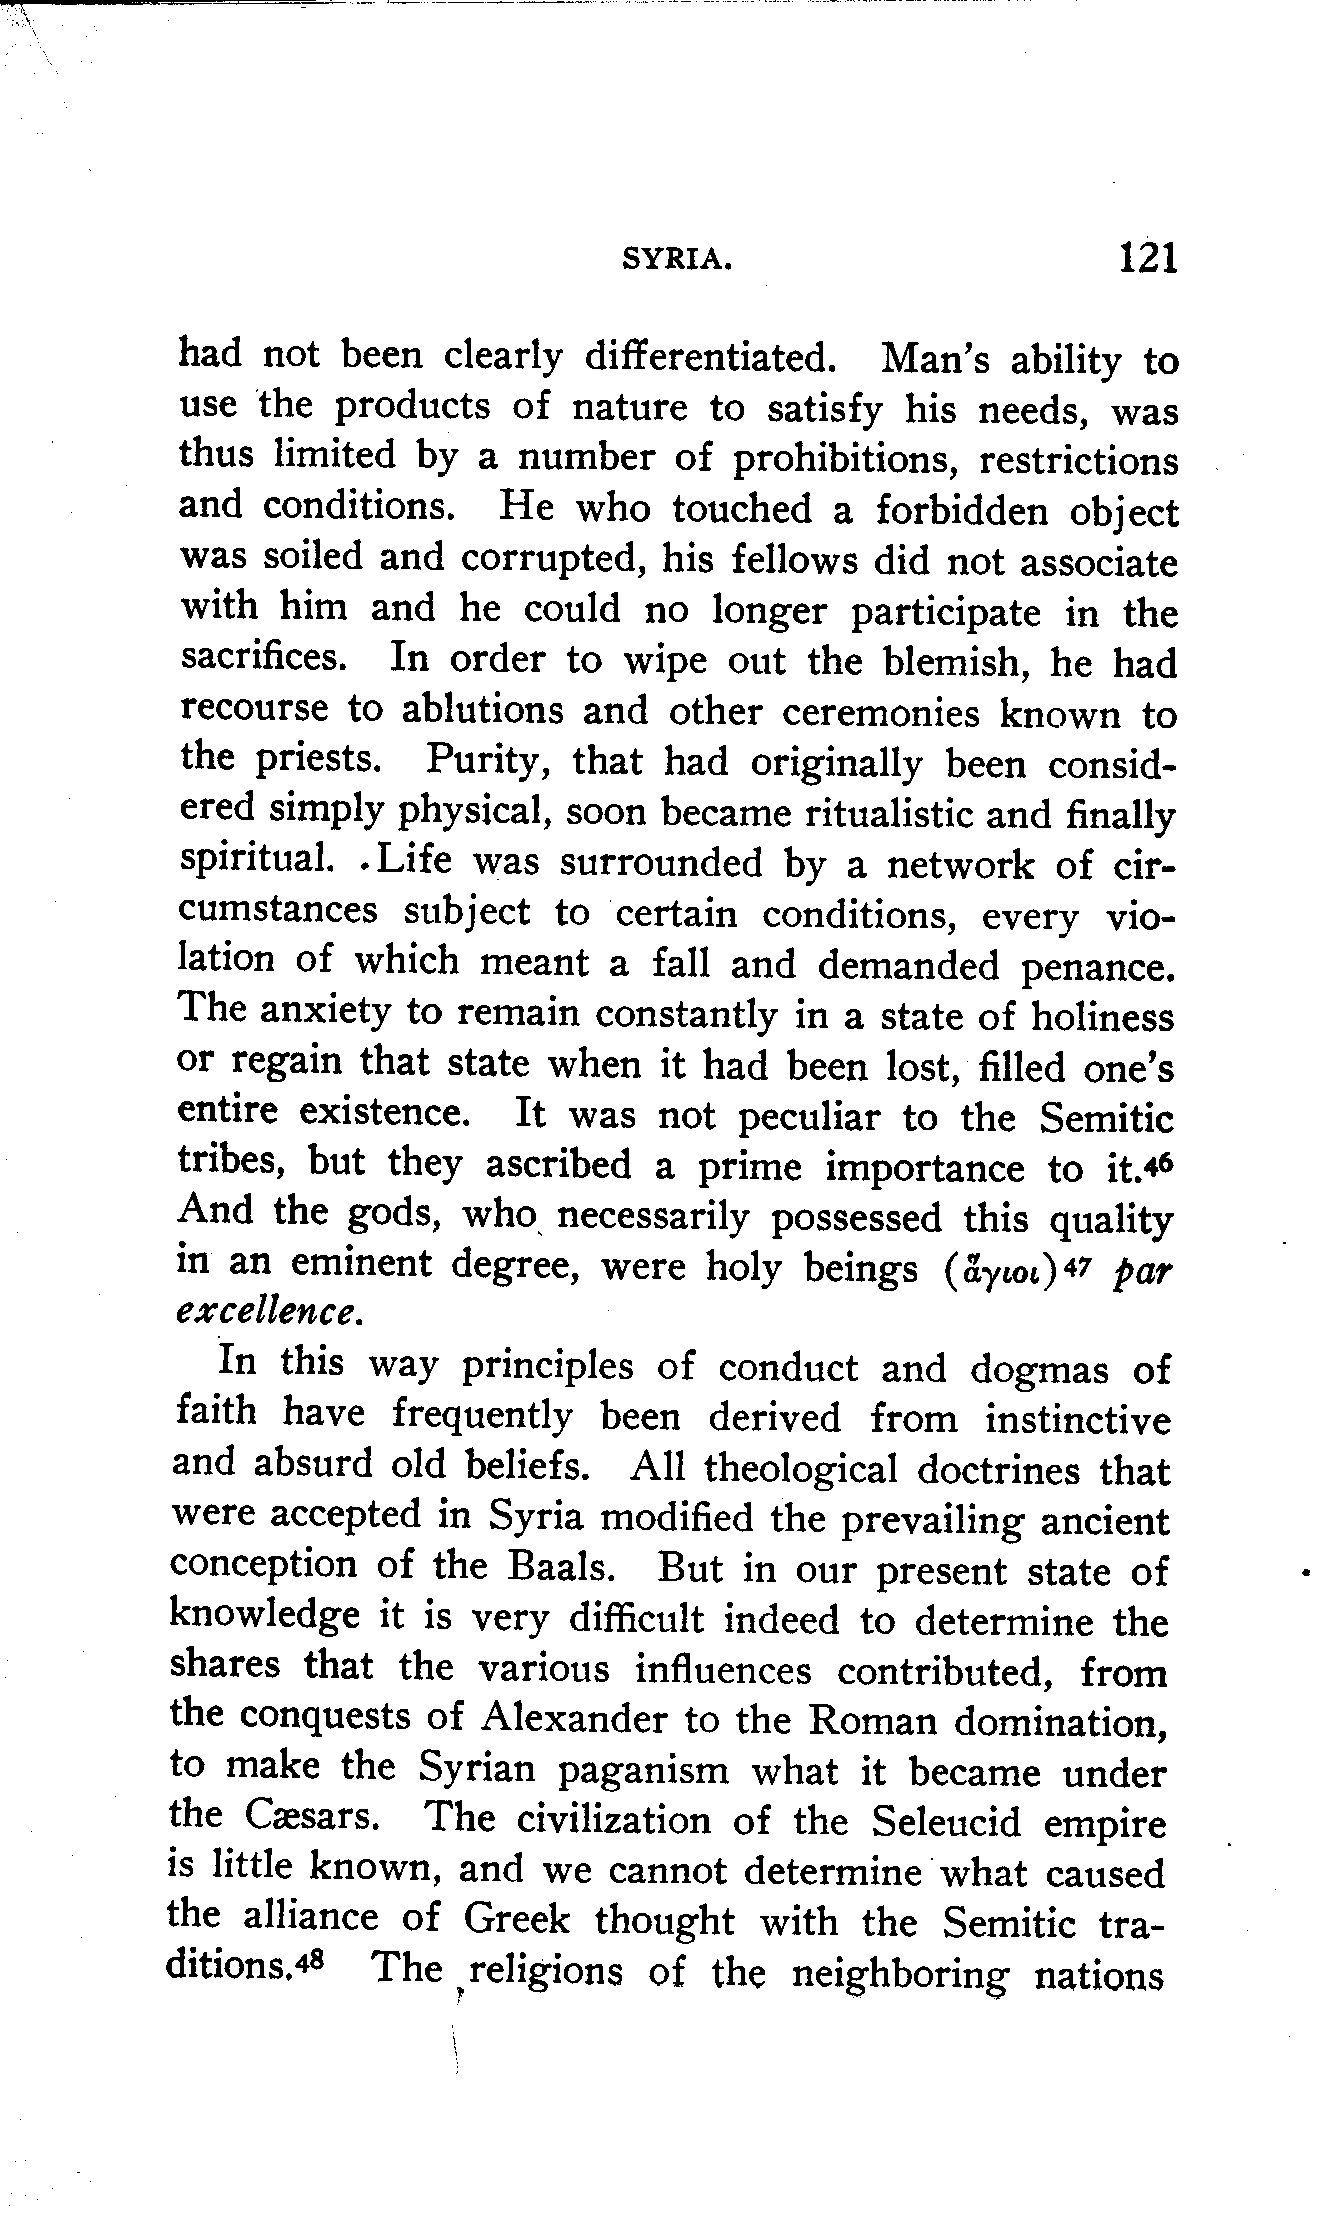 SYRIA. 121
had not been clearly differentiated. Man's ability to
use the products of nature to satisfy his needs, was
thus limited by a number of prohibitions, restrictions
and conditions. He who touched a forbidden object
was soiled and corrupted, his fellows did not associate
with him and he could no longer participate in the
sacrifices. In order to wipe out the blemish, he had
recourse to ablutions and other ceremonies known to
the priests. Purity, that had originally been consid-
ered simply physical, soon became ritualistic and finally
spiritual. Life was surrounded by a network of cir-
cumstances subject to certain conditions, every vio-
lation of which meant a fall and demanded penance.
The anxiety to remain constantly in a state of holiness
or regain that state when it had been lost, filled one's
entire existence. It was not peculiar to the Semitic
tribes, but they ascribed a prime importance to it.⁴⁶
And the gods, who necessarily possessed this quality
in an eminent degree, were holy beings (ἅγιοι)⁴⁷ par
excellence.
In this way principles of conduct and dogmas of
faith have frequently been derived from instinctive
and absurd old beliefs. All theological doctrines that
were accepted in Syria modified the prevailing ancient
conception of the Baals. But in our present state of
knowledge it is very difficult indeed to determine the
shares that the various influences contributed, from
the conquests of Alexander to the Roman domination,
to make the Syrian paganism what it became under
the Cæsars. The civilization of the Seleucid empire
is little known, and we cannot determine what caused
the alliance of Greek thought with the Semitic tra-
ditions.⁴⁸ The religions of the neighboring nations